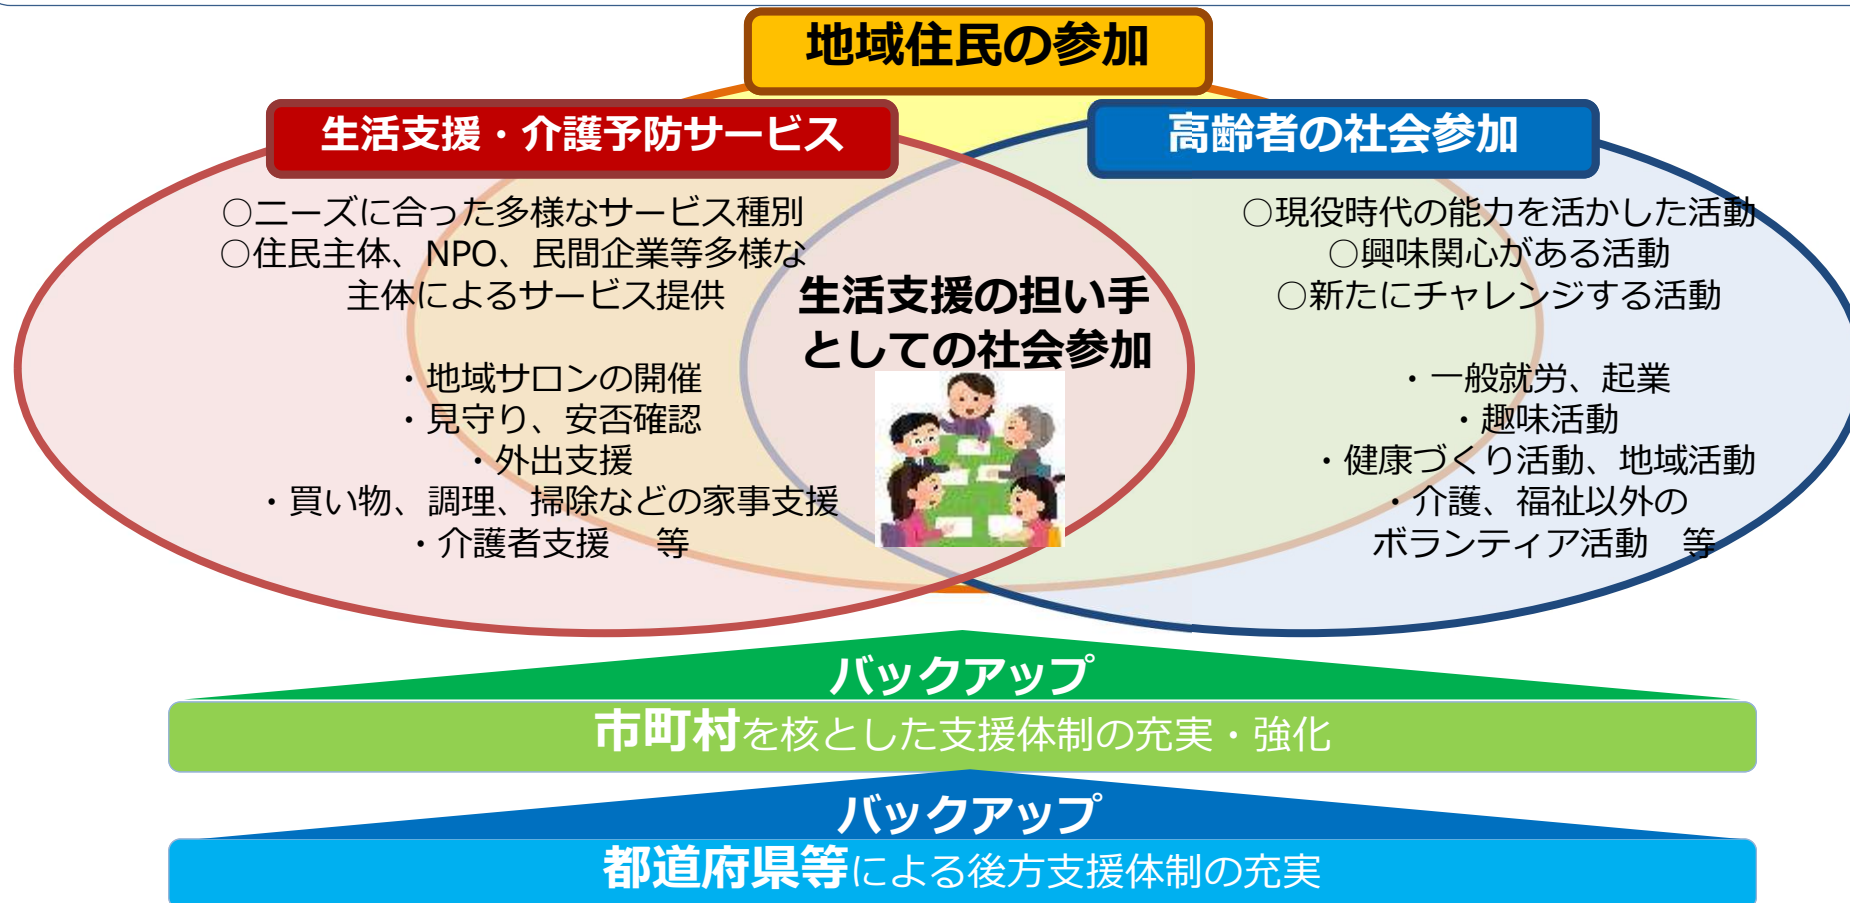 地域住民の参加
生活支援・介護予防サービス
○ニーズに合った多様なサービス種別
○住民主体、NPO、民間企業等多様な
主体によるサービス提供
・地域サロンの開催
・見守り、安否確認
・外出支援
・買い物、調理、掃除などの家事支援
・介護者支援　等
生活支援の担い手
としての社会参加
高齢者の社会参加
○現役時代の能力を活かした活動
○興味関心がある活動
○新たにチャレンジする活動
・一般就労、起業
・趣味活動
・健康づくり活動、地域活動
・介護、福祉以外の
ボランティア活動　等
バックアップ
市町村を核とした支援体制の充実・強化
バックアップ
都道府県等による後方支援体制の充実